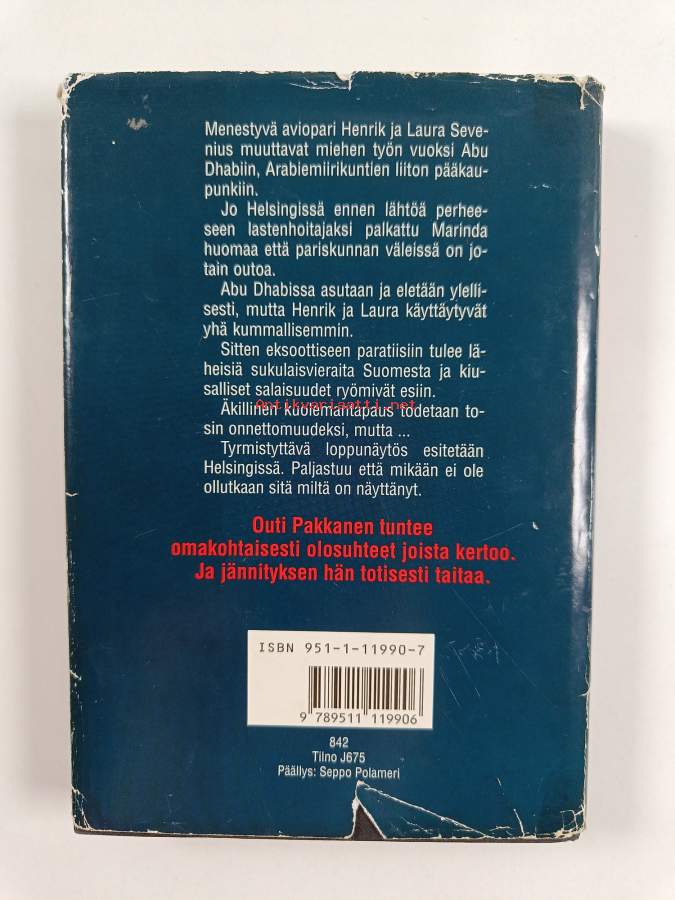 Menestyvä aviopari Henrik ja Laura Seve-
nius muuttavat miehen työn vuoksi Abu
Dhabiin, Arabiemiirikuntien liiton pääkau-
punkiin.
Jo Helsingissä ennen lähtöä perhee-
seen lastenhoitajaksi palkattu Marinda
huomaa että pariskunnan väleissä on jo-
tain outoa.
Abu Dhabissa asutaan ja eletään ylelli-
sesti, mutta Henrik ja Laura käyttäytyvät
yhä kummallisemmin.
Sitten eksoottiseen paratiisiin tulee lä-
heisiä sukulaisvieraita Suomesta ja kiu-
salliset salaisuudet ryömivät esiin.
Antikvariaatti.net
Äkillinen kuolemantapaus todetaan to-
sin onnettomuudeksi, mutta ...
Tyrmistyttävä loppunäytös esitetään
Helsingissä. Paljastuu että mikään ei ole
ollutkaan sitä miltä on näyttänyt.
Outi Pakkanen tuntee
omakohtaisesti olosuhteet joista kertoo.
Ja jännityksen hän totisesti taitaa.
ISBN 951-1-11990-7
9 789511 119906
842
Tilno J675
Päällys: Seppo Polameri